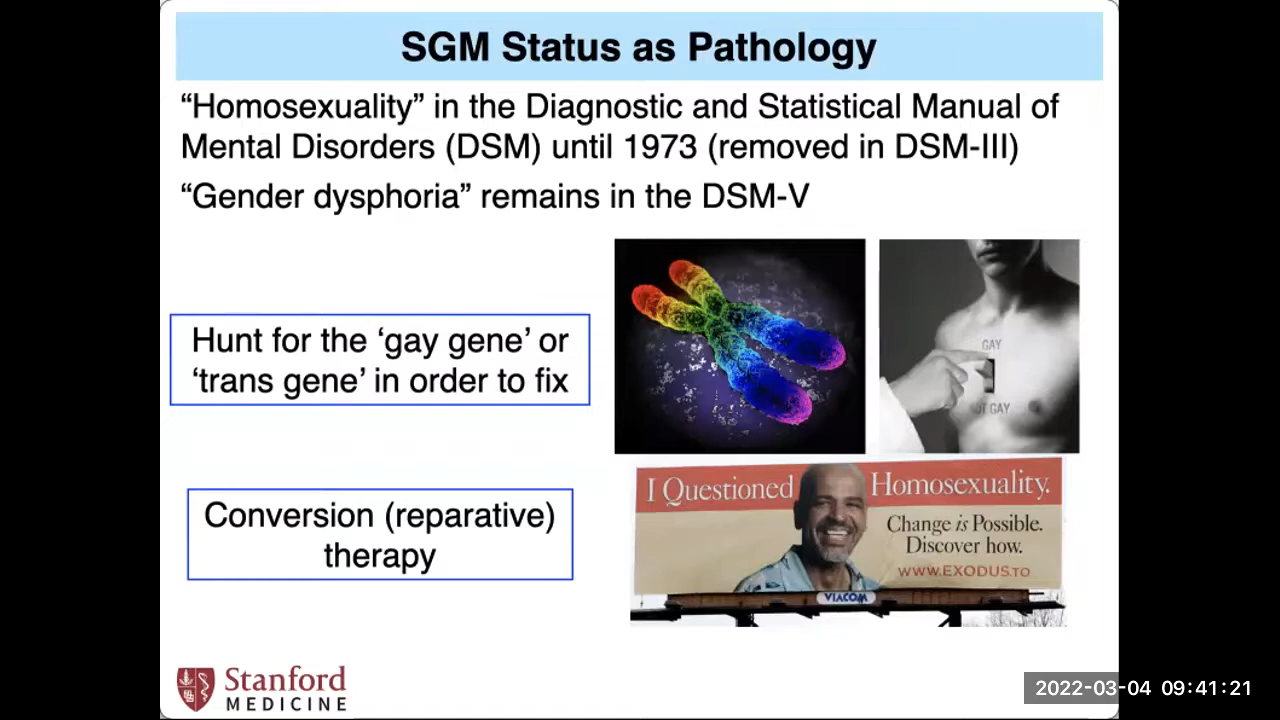 SGM Status as Pathology
“Homosexuality” in the Diagnostic and Statistical Manual of
Mental Disorders (DSM) until 1973 (removed in DSM-III)
“Gender dysphoria” remains in the DSM-V
Hunt for the ‘gay gene’ or
‘trans gene’ in order to fix
GAY
NOT GAY
Conversion (reparative)
therapy
I Questioned Homosexuality.
Change is Possible.
Discover how.
WWW.EXODUS.TO
VIACOM
Stanford
MEDICINE
2022-03-04 09:41:21